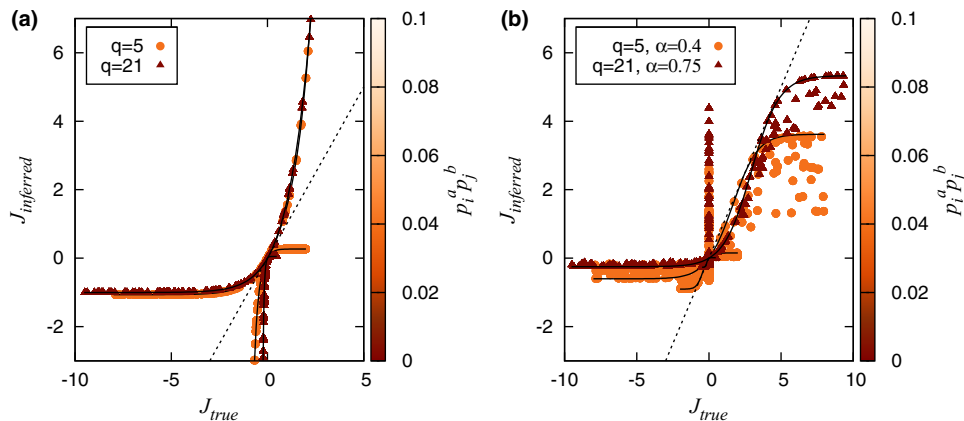 (a)
q=5
q=21
J_inferred
6
4
2
0
-2
-10
-5
0
5
J_true
0.1
0.08
0.06
0.04
0.02
0
p_i^a p_j^b
(b)
q=5, α=0.4
q=21, α=0.75
J_inferred
6
4
2
0
-2
-10
-5
0
5
10
J_true
0.1
0.08
0.06
0.04
0.02
0
p_i^a p_j^b